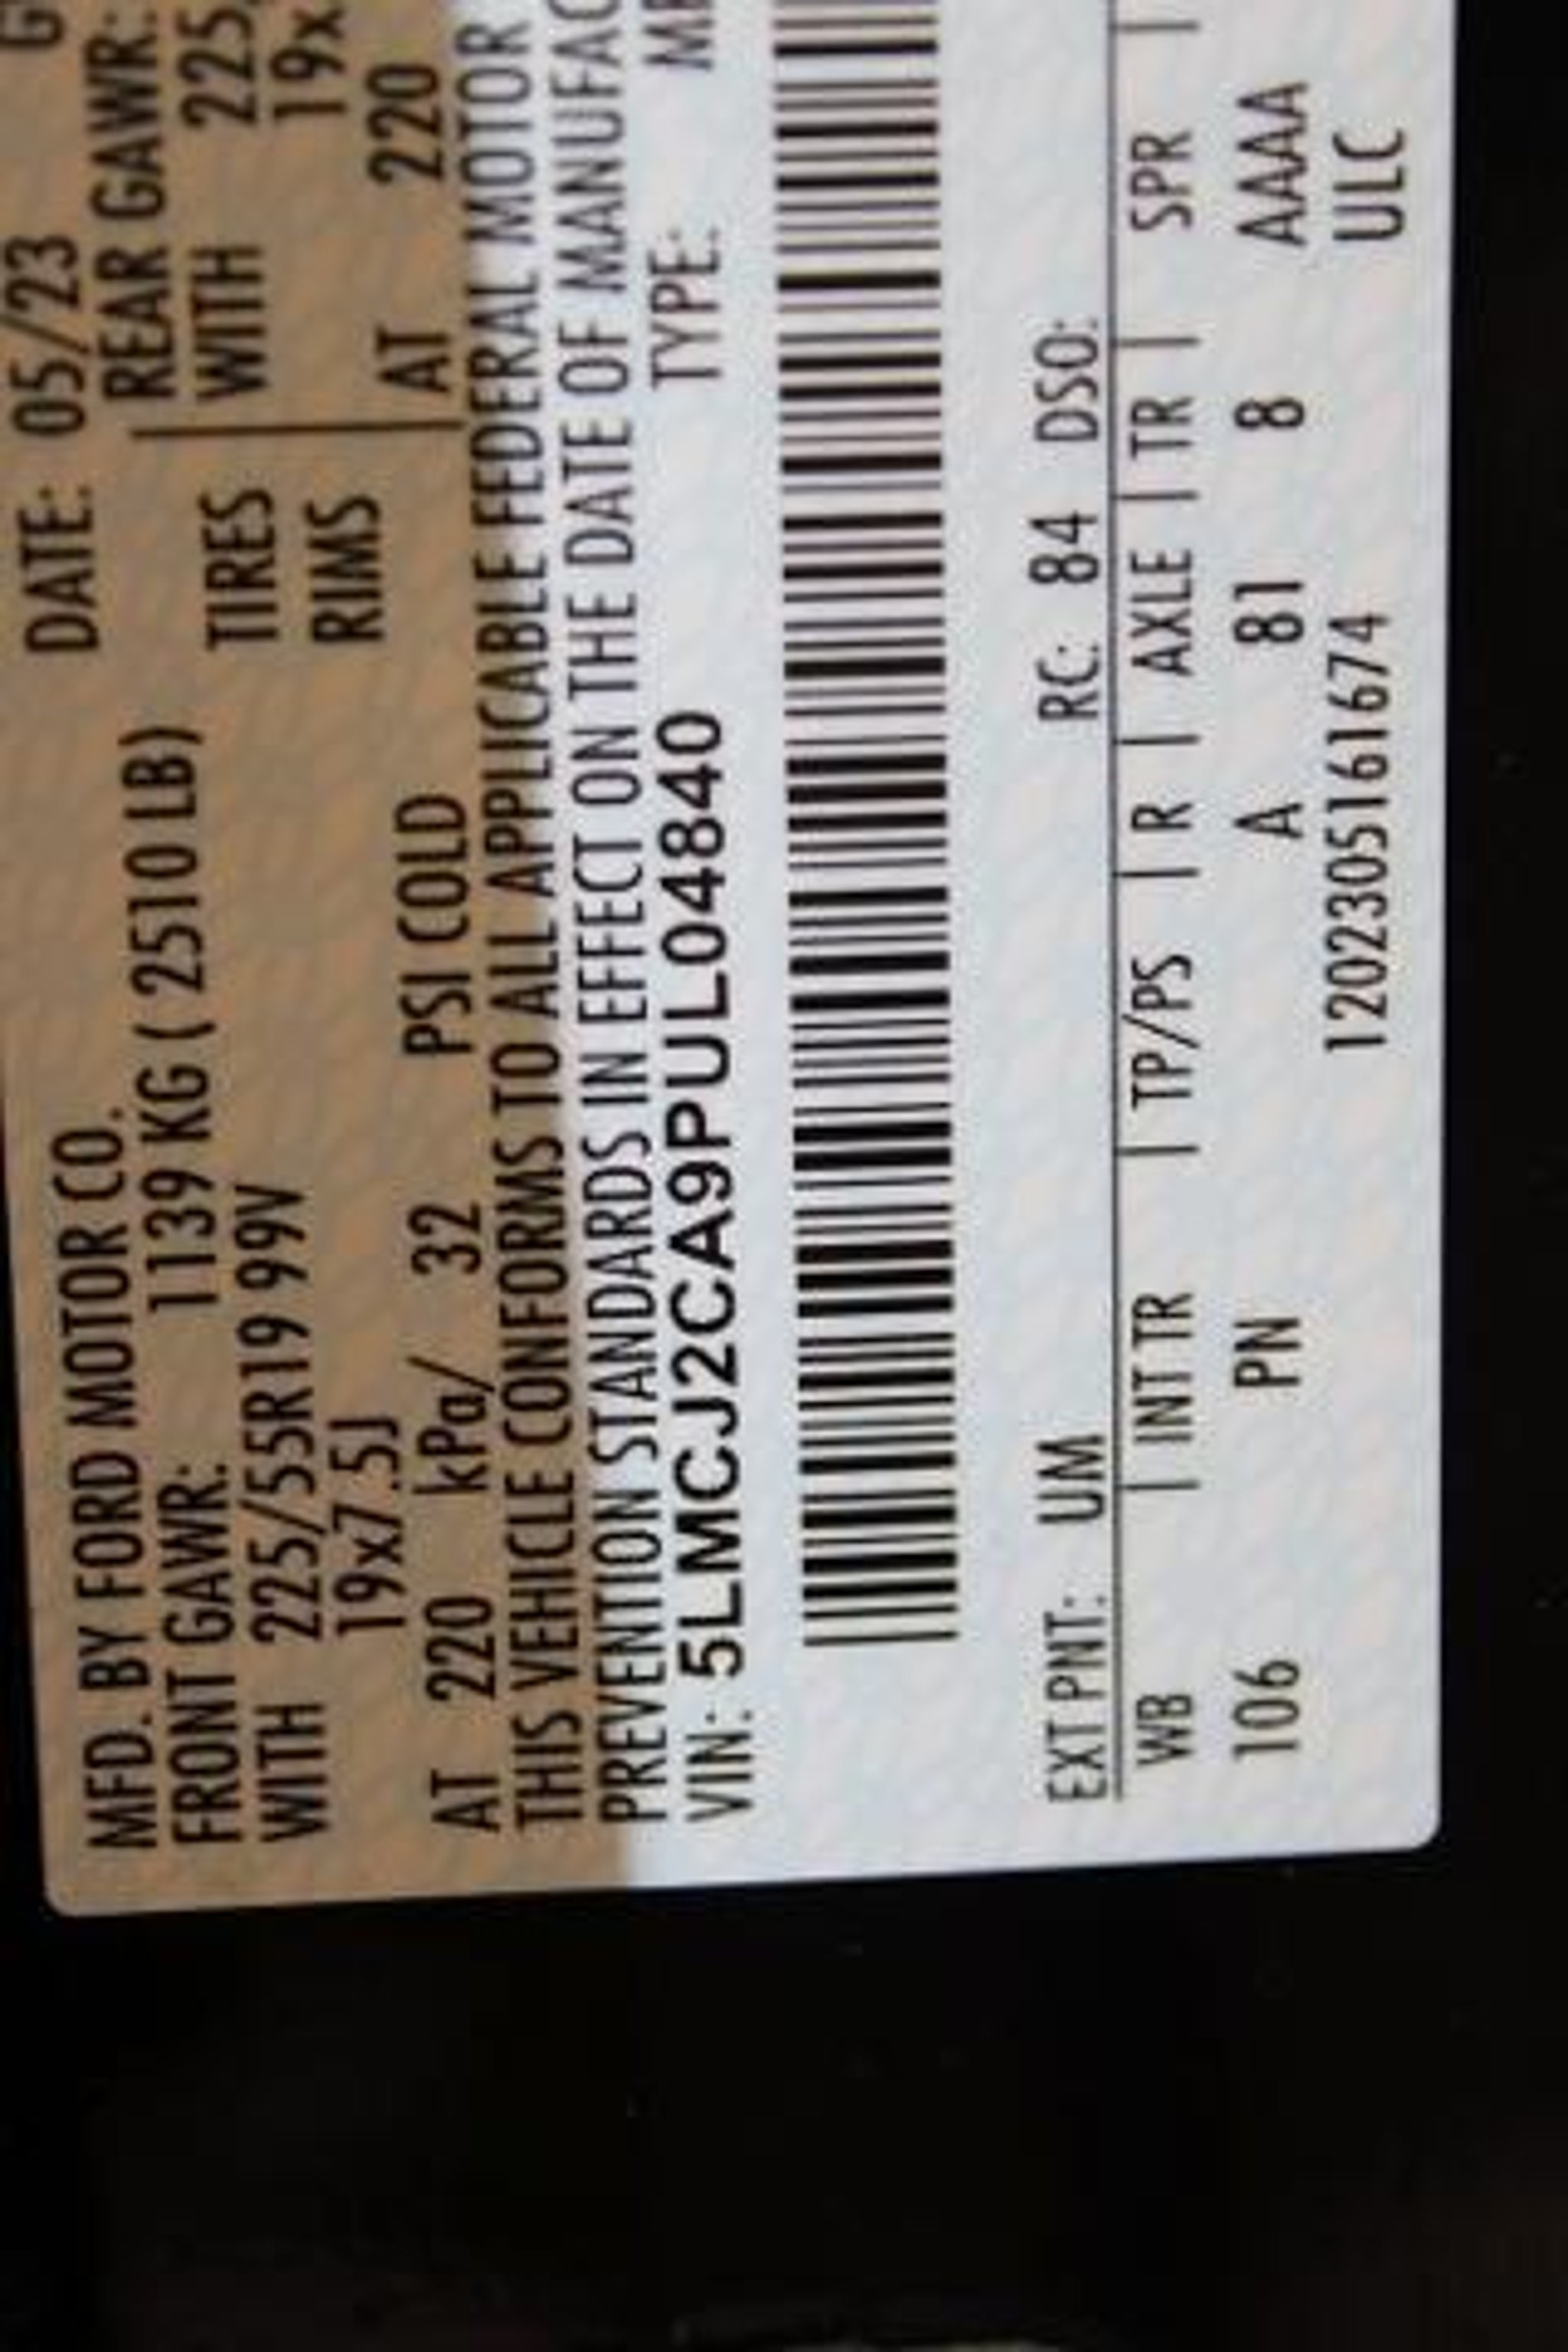 MFD. BY FORD MOTOR CO. DATE: 05/23
FRONT GAWR: 1139 KG ( 2510 LB) REAR GAWR:
WITH 225/55R19 99V TIRES WITH 225
19x7.5J RIMS 19x
AT 220 kPa/ 32 PSI COLD AT 220
THIS VEHICLE CONFORMS TO ALL APPLICABLE FEDERAL MOTOR
PREVENTION STANDARDS IN EFFECT ON THE DATE OF MANUFAC
VIN: 5LMCJ2CA9PUL04840 TYPE:
EXT PNT: UM RC: 84 DSO:
WB | INT TR | TP/PS | R | AXLE | TR | SPR |
106 PN A 81 8 AAAA
1202305161674 ULC